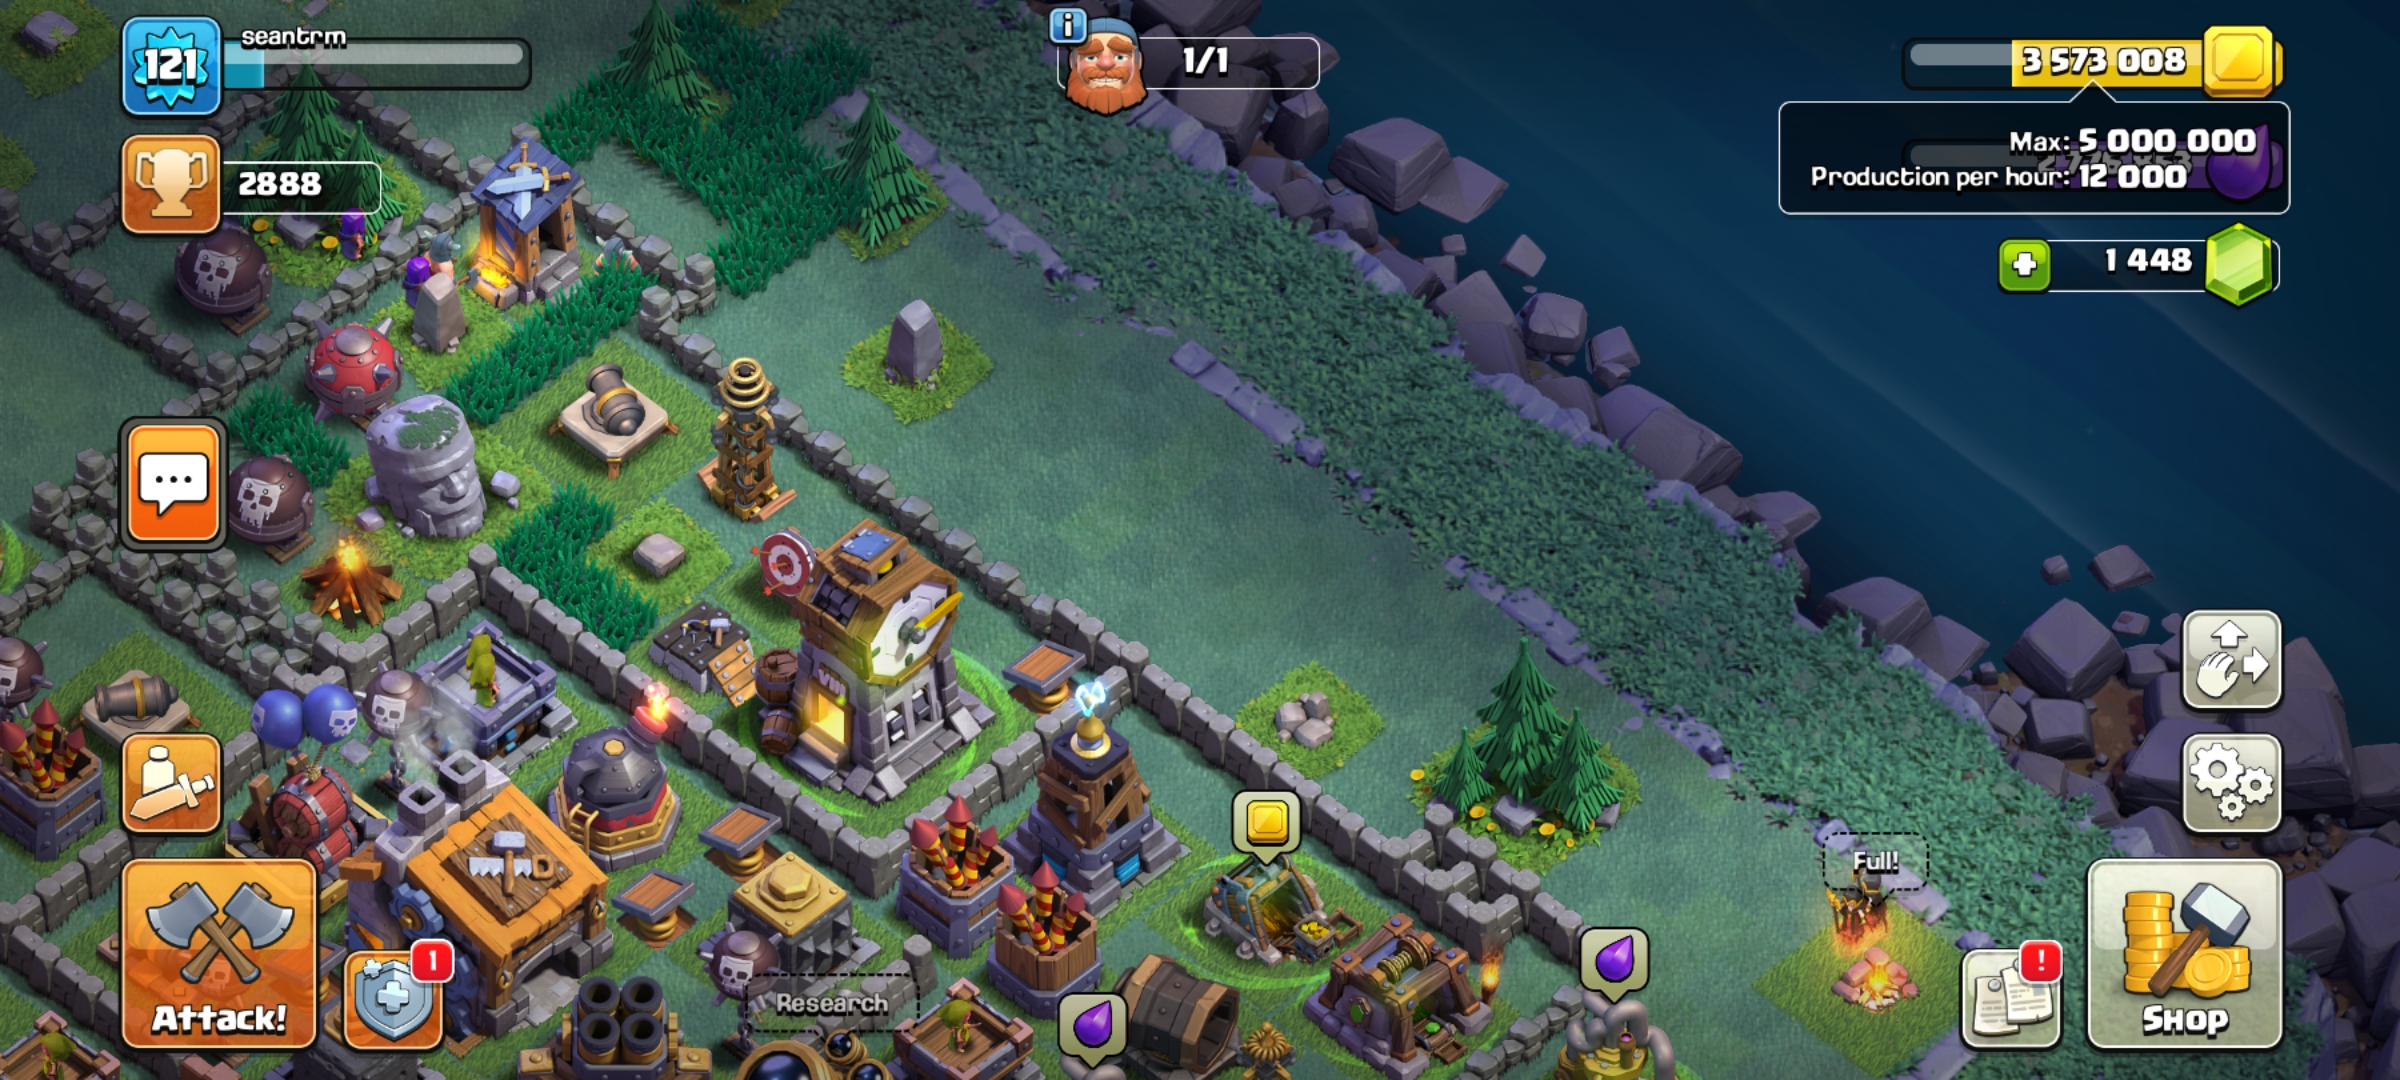 121
seantrm
i
1/1
3 573 008
Max: 5 000 000
Production per hour: 12 000
2888
1 448
VIII
Full!
Attack!
1
Research
!
Shop